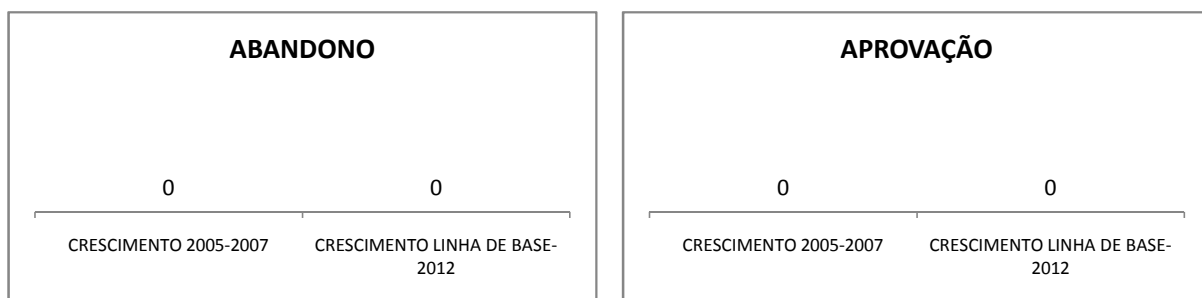 ABANDONO
0
0
CRESCIMENTO 2005-2007
CRESCIMENTO LINHA DE BASE-
2012
APROVAÇÃO
0
0
CRESCIMENTO 2005-2007
CRESCIMENTO LINHA DE BASE-
2012